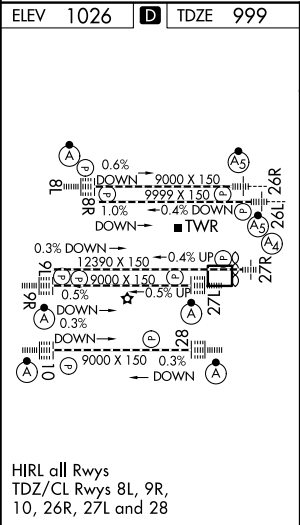 ELEV 1026 D TDZE 999
A P 0.6% A5
DOWN 9000 X 150 26R
8L P 9999 X 150 P
8R 1.0% 0.4% DOWN 26L
DOWN TWR A5
A4
0.3% DOWN 0.4% UP P
12390 X 150 27R
9L P P 9000 X 150 P
9R 0.5% 0.5% UP 27L
A DOWN A
0.3%
DOWN P 28
10 P 9000 X 150 0.3%
A DOWN A
HIRL all Rwys
TDZ/CL Rwys 8L, 9R,
10, 26R, 27L and 28